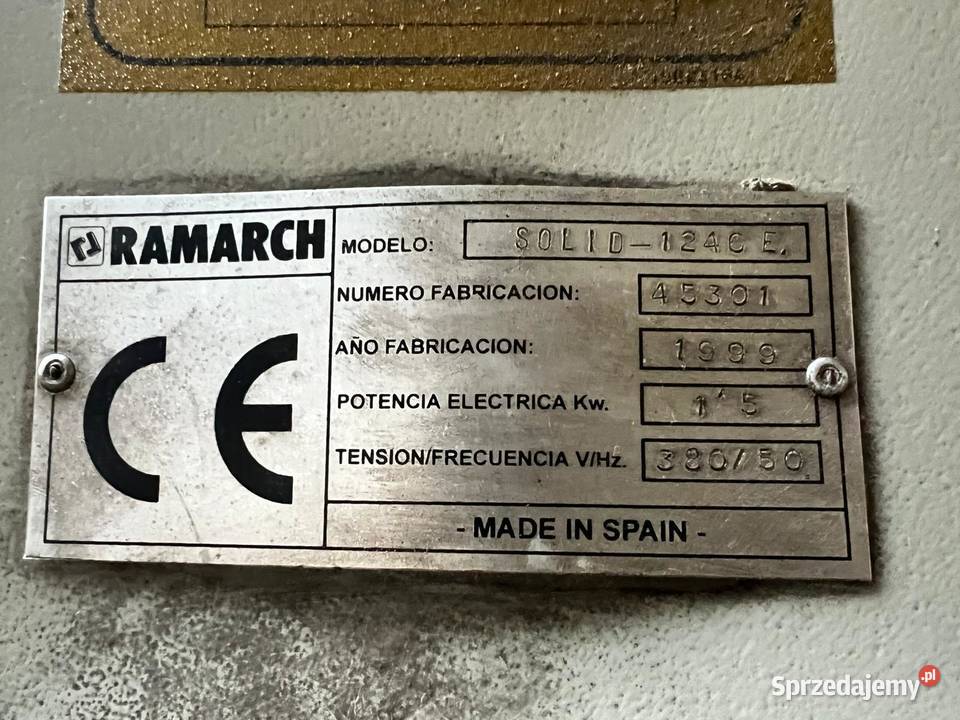 RAMARCH
MODELO: SOLID-124CE.
NUMERO FABRICACION: 45301
AÑO FABRICACION: 1999
POTENCIA ELECTRICA Kw. 1'5
TENSION/FRECUENCIA V/Hz. 380/50
CE
- MADE IN SPAIN -
Sprzedajemy.pl